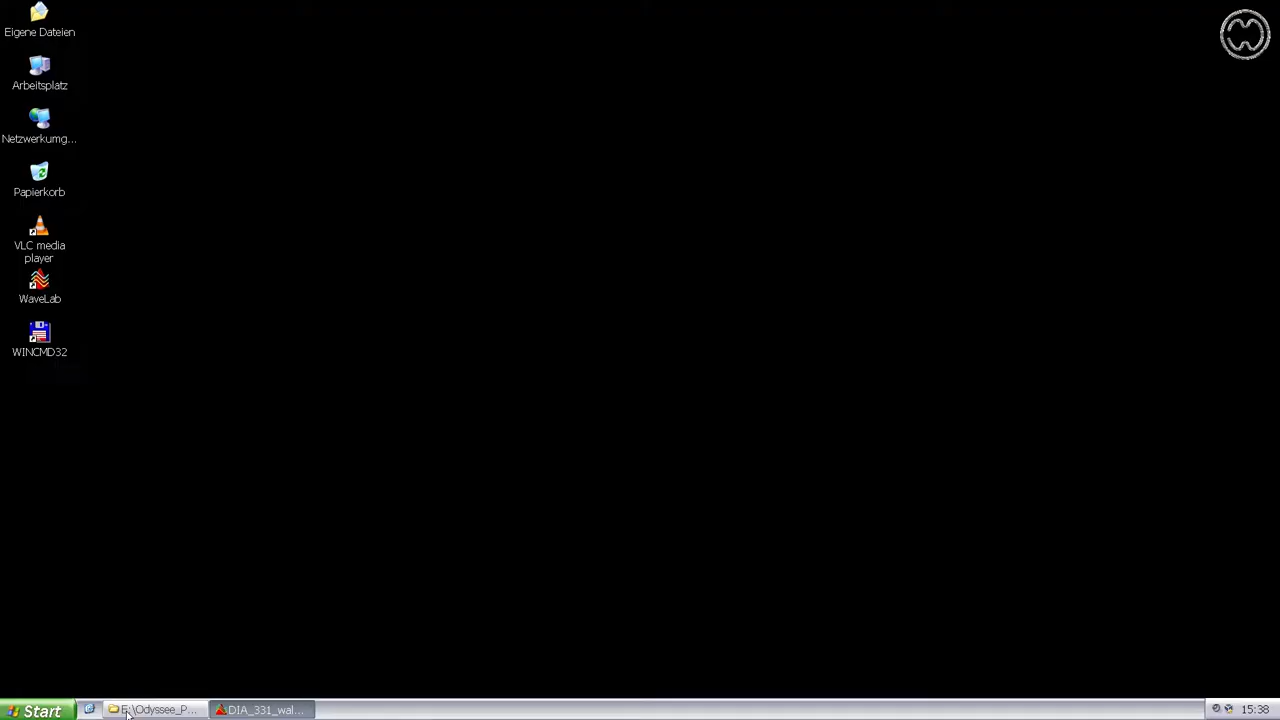 Eigene Dateien
Arbeitsplatz
Netzwerkumg...
Papierkorb
VLC media
player
WaveLab
WINCMD32
Start
E:\Odyssee_P...
DIA_331_wal...
15:38